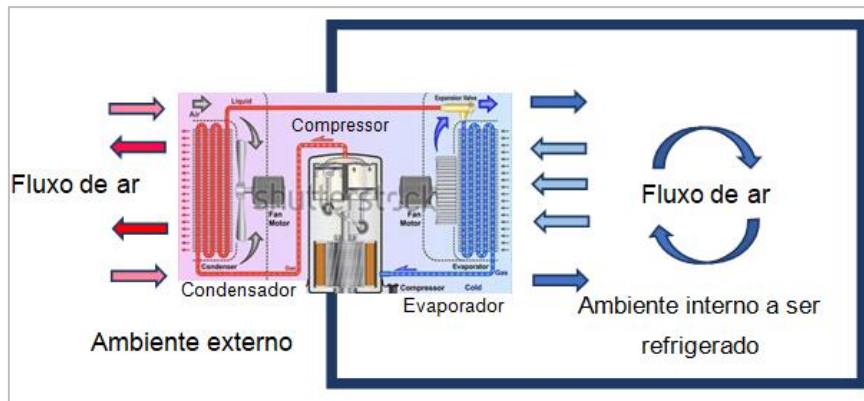 Air
Liquid
Expansion Valve
Compressor
Fluxo de ar
shutterstock
Fan
Motor
Fan
Motor
Fluxo de ar
Condenser
Gas
Evaporator
Gas
Condensador
Compressor
Cold
Evaporador
Ambiente externo
Ambiente interno a ser
refrigerado